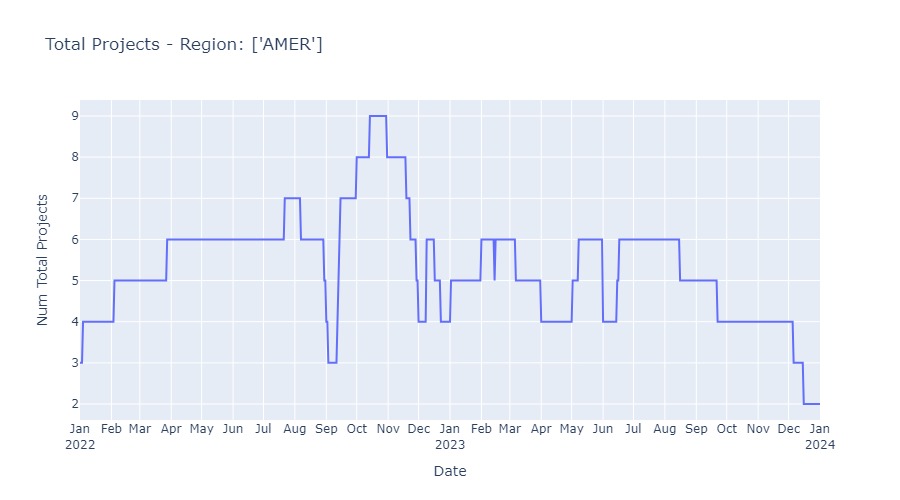 Total Projects - Region: ['AMER']
Num Total Projects
9
8
7
6
5
4
3
2
Jan Feb Mar Apr May Jun Jul Aug Sep Oct Nov Dec Jan Feb Mar Apr May Jun Jul Aug Sep Oct Nov Dec Jan
2022 2023 2024
Date